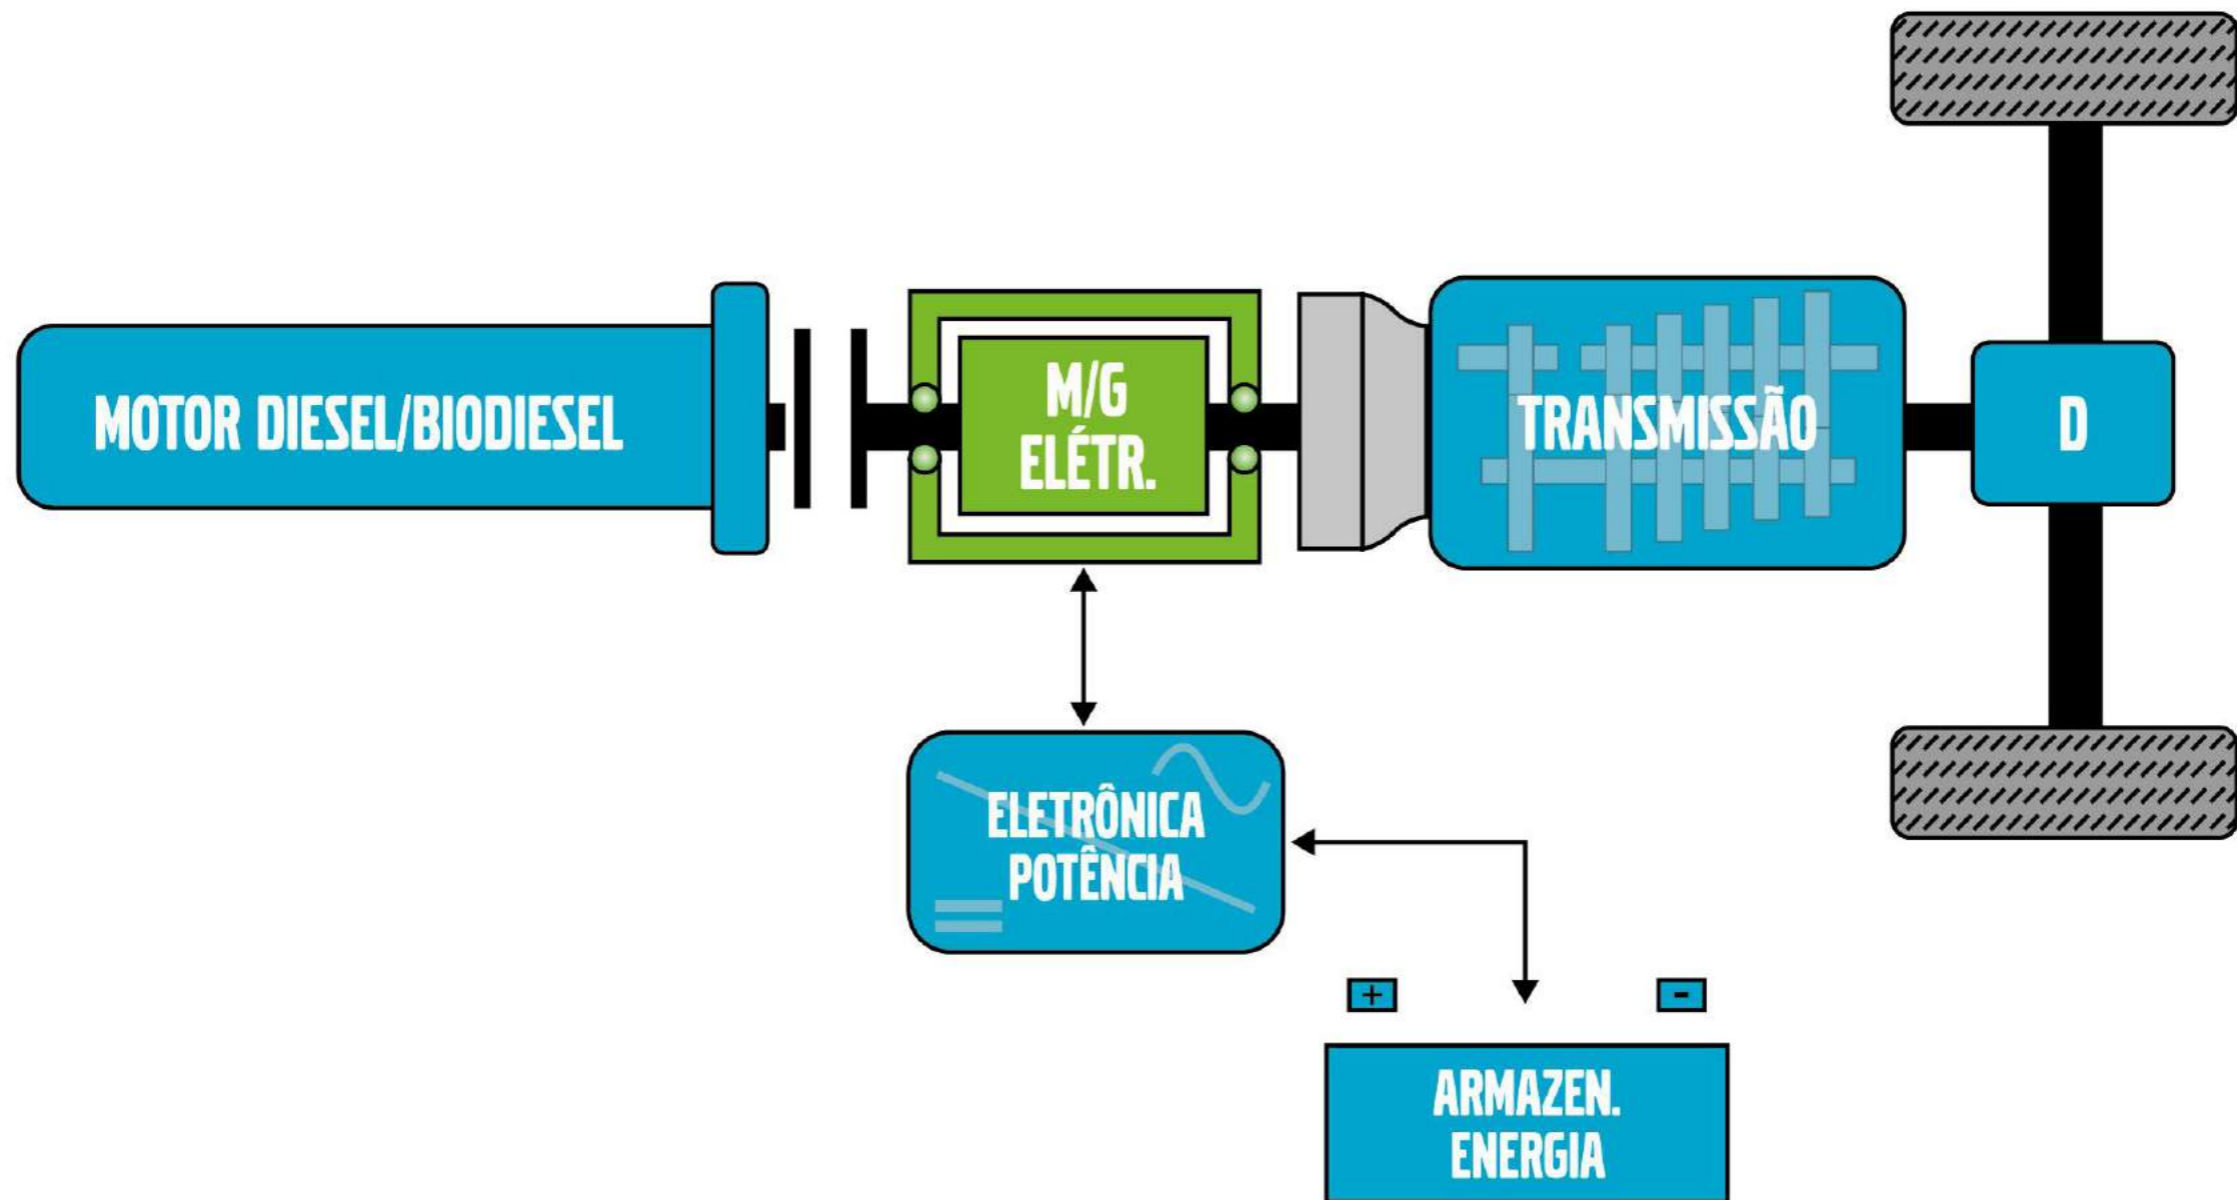 MOTOR DIESEL/BIODIESEL
M/G
ELÉTR.
TRANSMISSÃO
D
ELETRÔNICA
POTÊNCIA
+
-
ARMAZEN.
ENERGIA